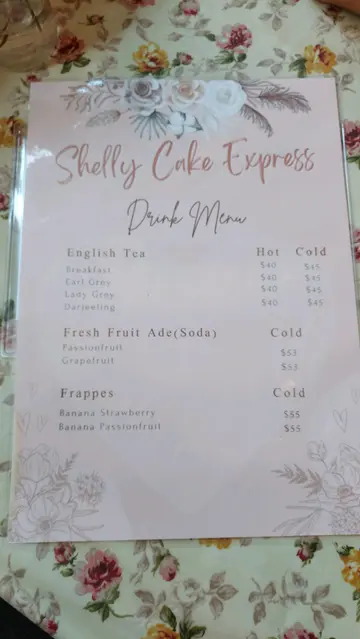 Shelly Cake Express
Drink Menu
English Tea Hot Cold
Breakfast $40 $45
Earl Grey $40 $45
Lady Grey $40 $45
Darjeeling $40 $45
Fresh Fruit Ade(Soda) Cold
Passionfruit $53
Grapefruit $53
Frappes Cold
Banana Strawberry $55
Banana Passionfruit $55